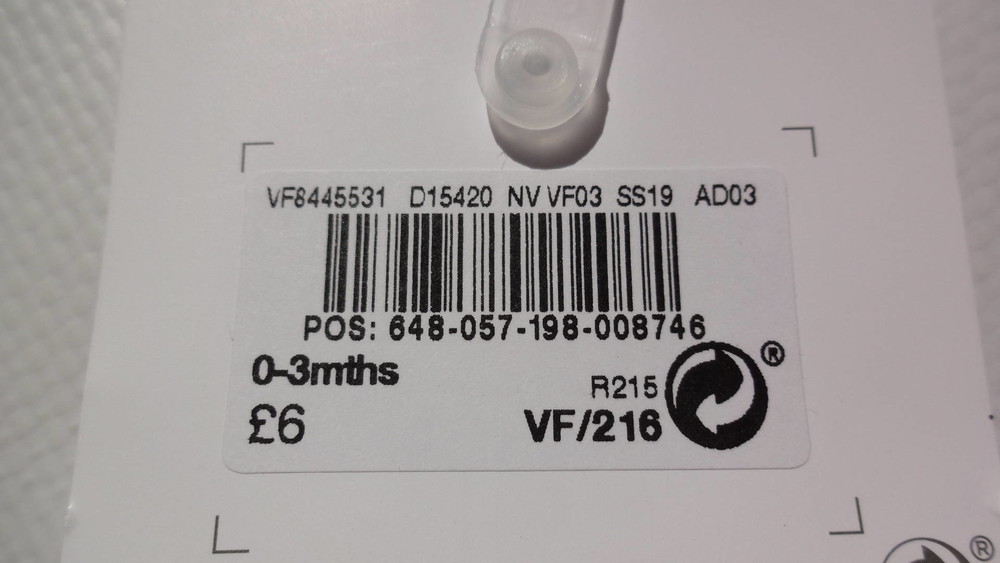 VF8445531 D15420 NV VF03 SS19 AD03
POS: 648-057-198-008746
0-3mths
£6
R215
VF/216
®
®